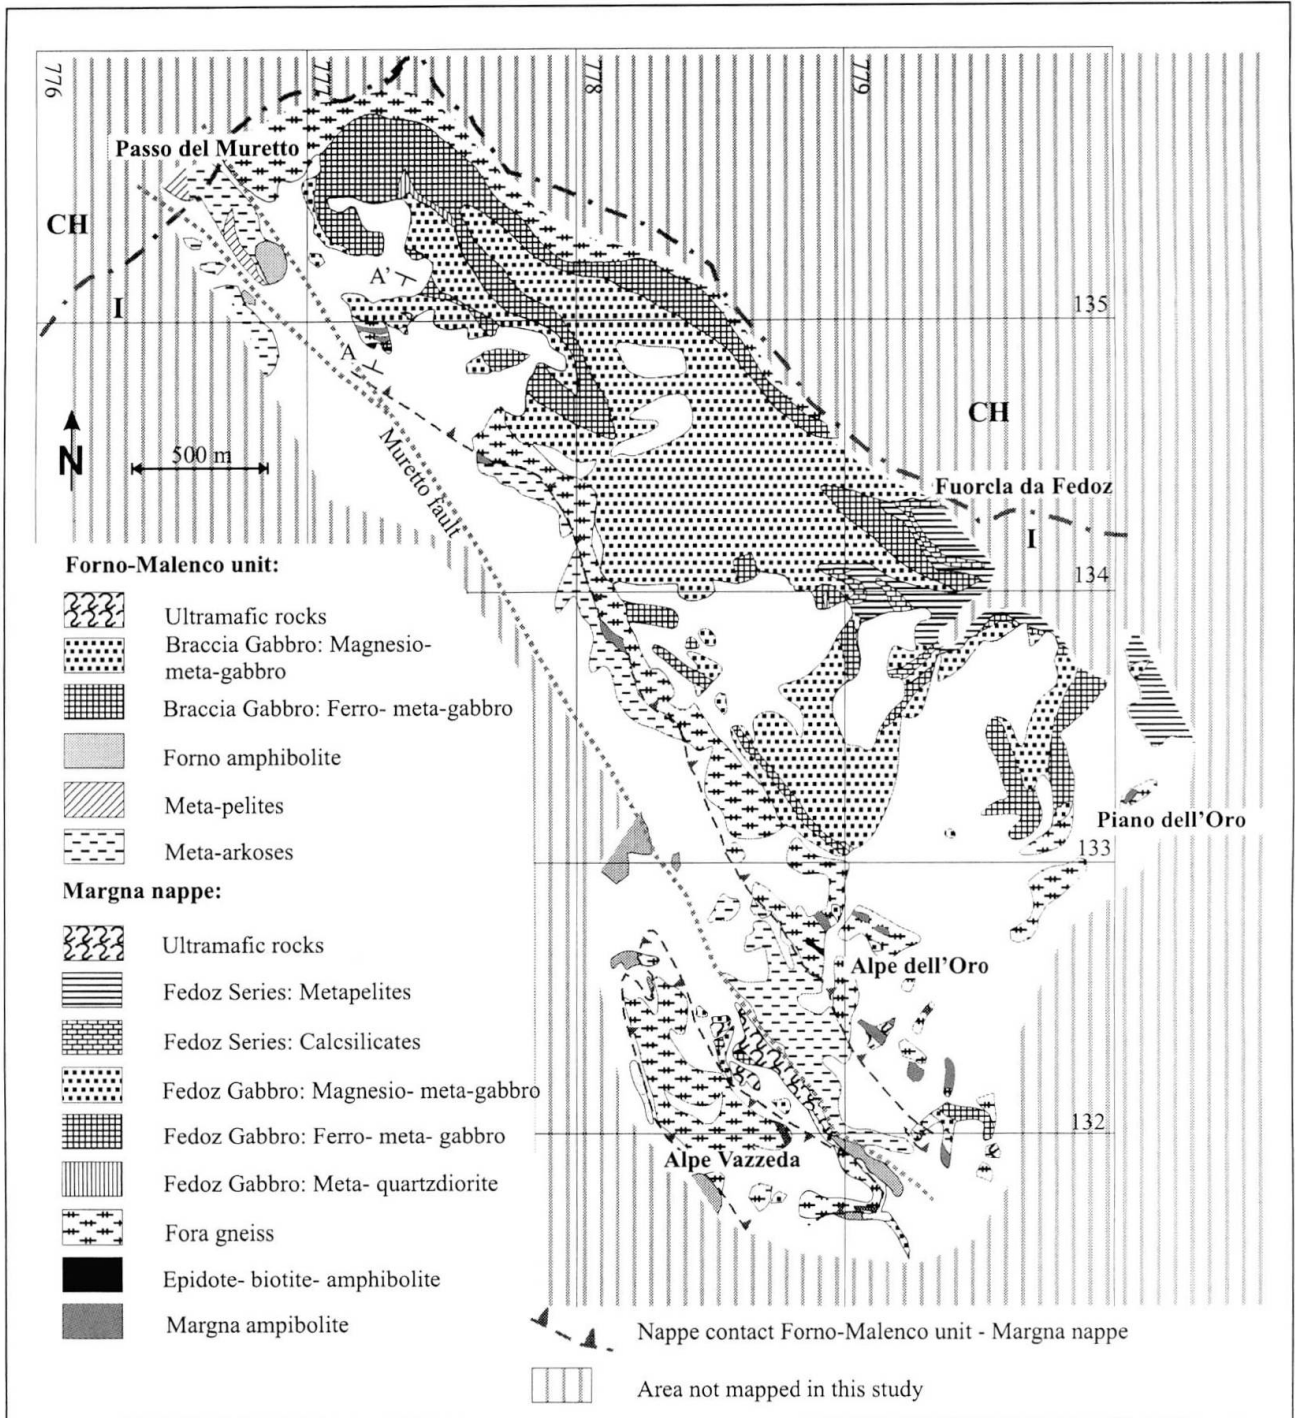 776
777
778
779
Passo del Muretto
CH
I
A'
135
A
CH
500 m
N
Muretto fault
Fuorcla da Fedoz
I
134
Forno-Malenco unit:
Ultramafic rocks
Braccia Gabbro: Magnesio-
meta-gabbro
Braccia Gabbro: Ferro- meta-gabbro
Forno amphibolite
Meta-pelites
Meta-arkoses
Piano dell'Oro
133
Margna nappe:
Ultramafic rocks
Fedoz Series: Metapelites
Fedoz Series: Calcsilicates
Fedoz Gabbro: Magnesio- meta-gabbro
Fedoz Gabbro: Ferro- meta- gabbro
Fedoz Gabbro: Meta- quartzdiorite
Fora gneiss
Epidote- biotite- amphibolite
Margna ampibolite
Alpe dell'Oro
132
Alpe Vazzeda
Nappe contact Forno-Malenco unit - Margna nappe
Area not mapped in this study